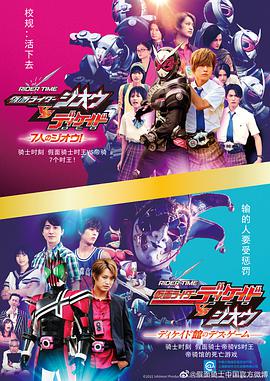 校规：活下去
RIDER TIME
仮面ライダー ジオウ
VS
ディケイド
7人のジオウ！
骑士时刻 假面骑士时王VS帝骑
7个时王！
输的人要受惩罚
RIDER TIME
仮面ライダー ディケイド
VS
ジオウ
ディケイド館のデス・ゲーム
骑士时刻 假面骑士帝骑VS时王
帝骑馆的死亡游戏
@假面骑士中国官方微博